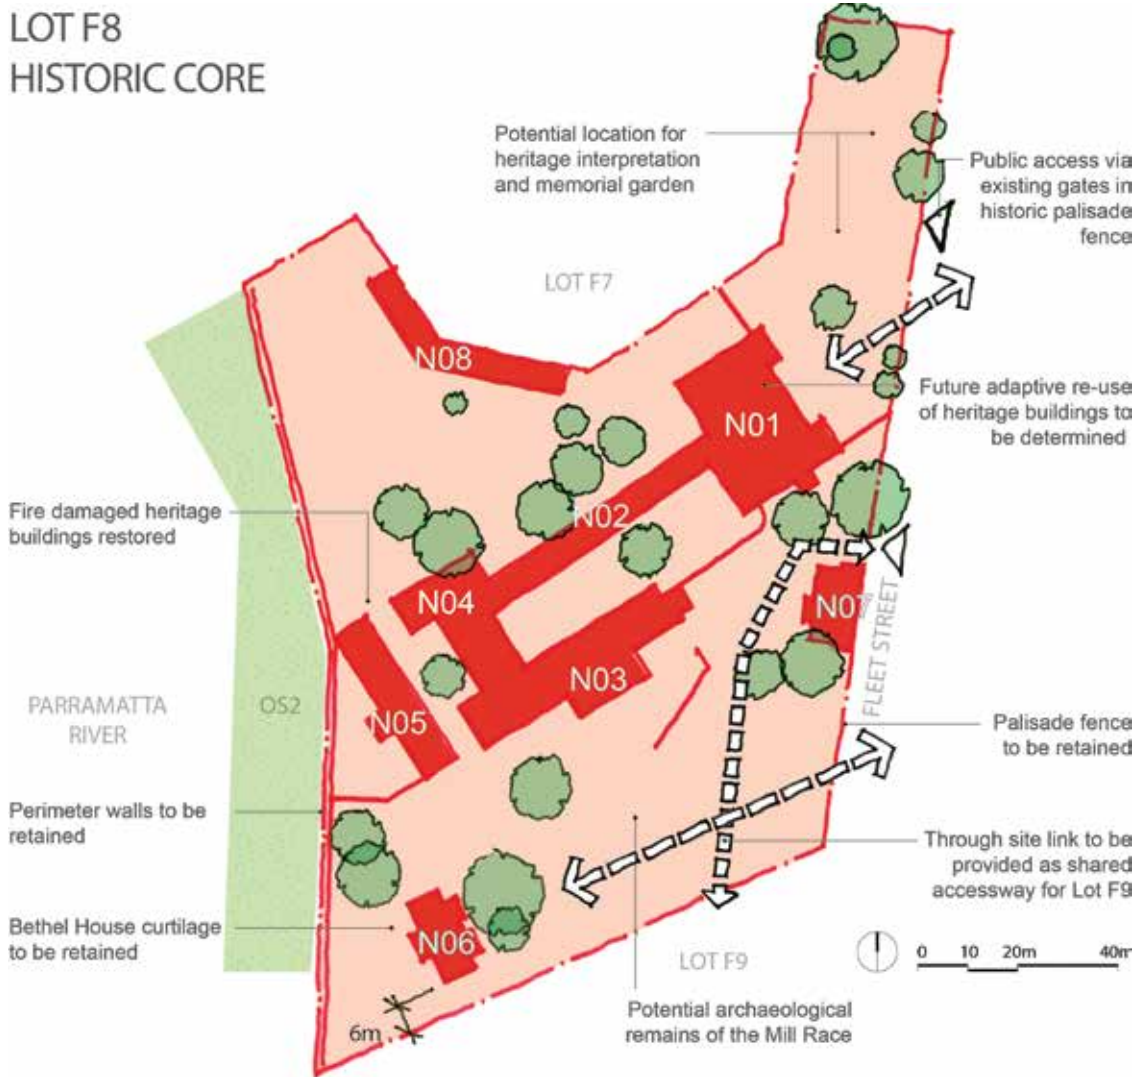 LOT F8
HISTORIC CORE
Potential location for
heritage interpretation
and memorial garden
Public access via
existing gates in
historic palisade
fence
LOT F7
N08
N01
Future adaptive re-use
of heritage buildings to
be determined
Fire damaged heritage
buildings restored
N02
N04
N07
FLEET STREET
N03
N05
PARRAMATTA
RIVER
OS2
Palisade fence
to be retained
Perimeter walls to be
retained
Through site link to be
provided as shared
accessway for Lot F9
Bethel House curtilage
to be retained
N06
LOT F9
0 10 20m 40m
Potential archaeological
remains of the Mill Race
6m